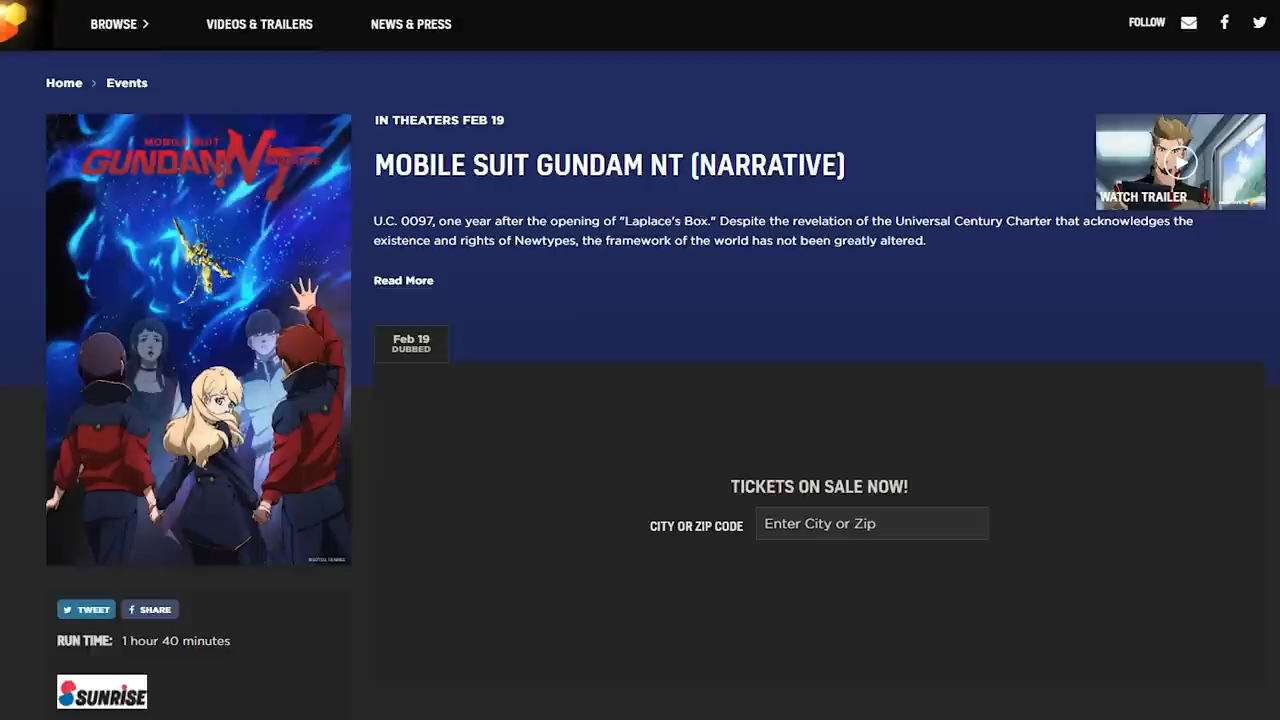 BROWSE
VIDEOS & TRAILERS
NEWS & PRESS
FOLLOW
Home > Events
MOBILE SUIT
GUNDAM NT
NARRATIVE
IN THEATERS FEB 19
MOBILE SUIT GUNDAM NT (NARRATIVE)
WATCH TRAILER
U.C. 0097, one year after the opening of "Laplace's Box." Despite the revelation of the Universal Century Charter that acknowledges the
existence and rights of Newtypes, the framework of the world has not been greatly altered.
Read More
Feb 19
DUBBED
TICKETS ON SALE NOW!
CITY OR ZIP CODE Enter City or Zip
TWEET
SHARE
RUN TIME: 1 hour 40 minutes
SUNRISE